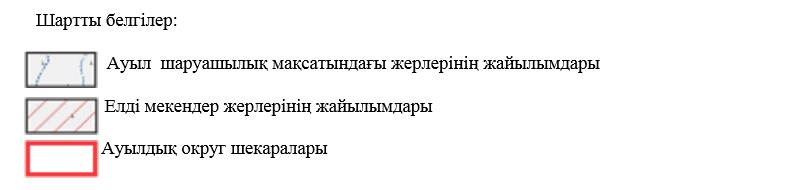 Шартты белгілер:
Ауыл шаруашылық мақсатындағы жерлерінің жайылымдары
Елді мекендер жерлерінің жайылымдары
Ауылдық округ шекаралары